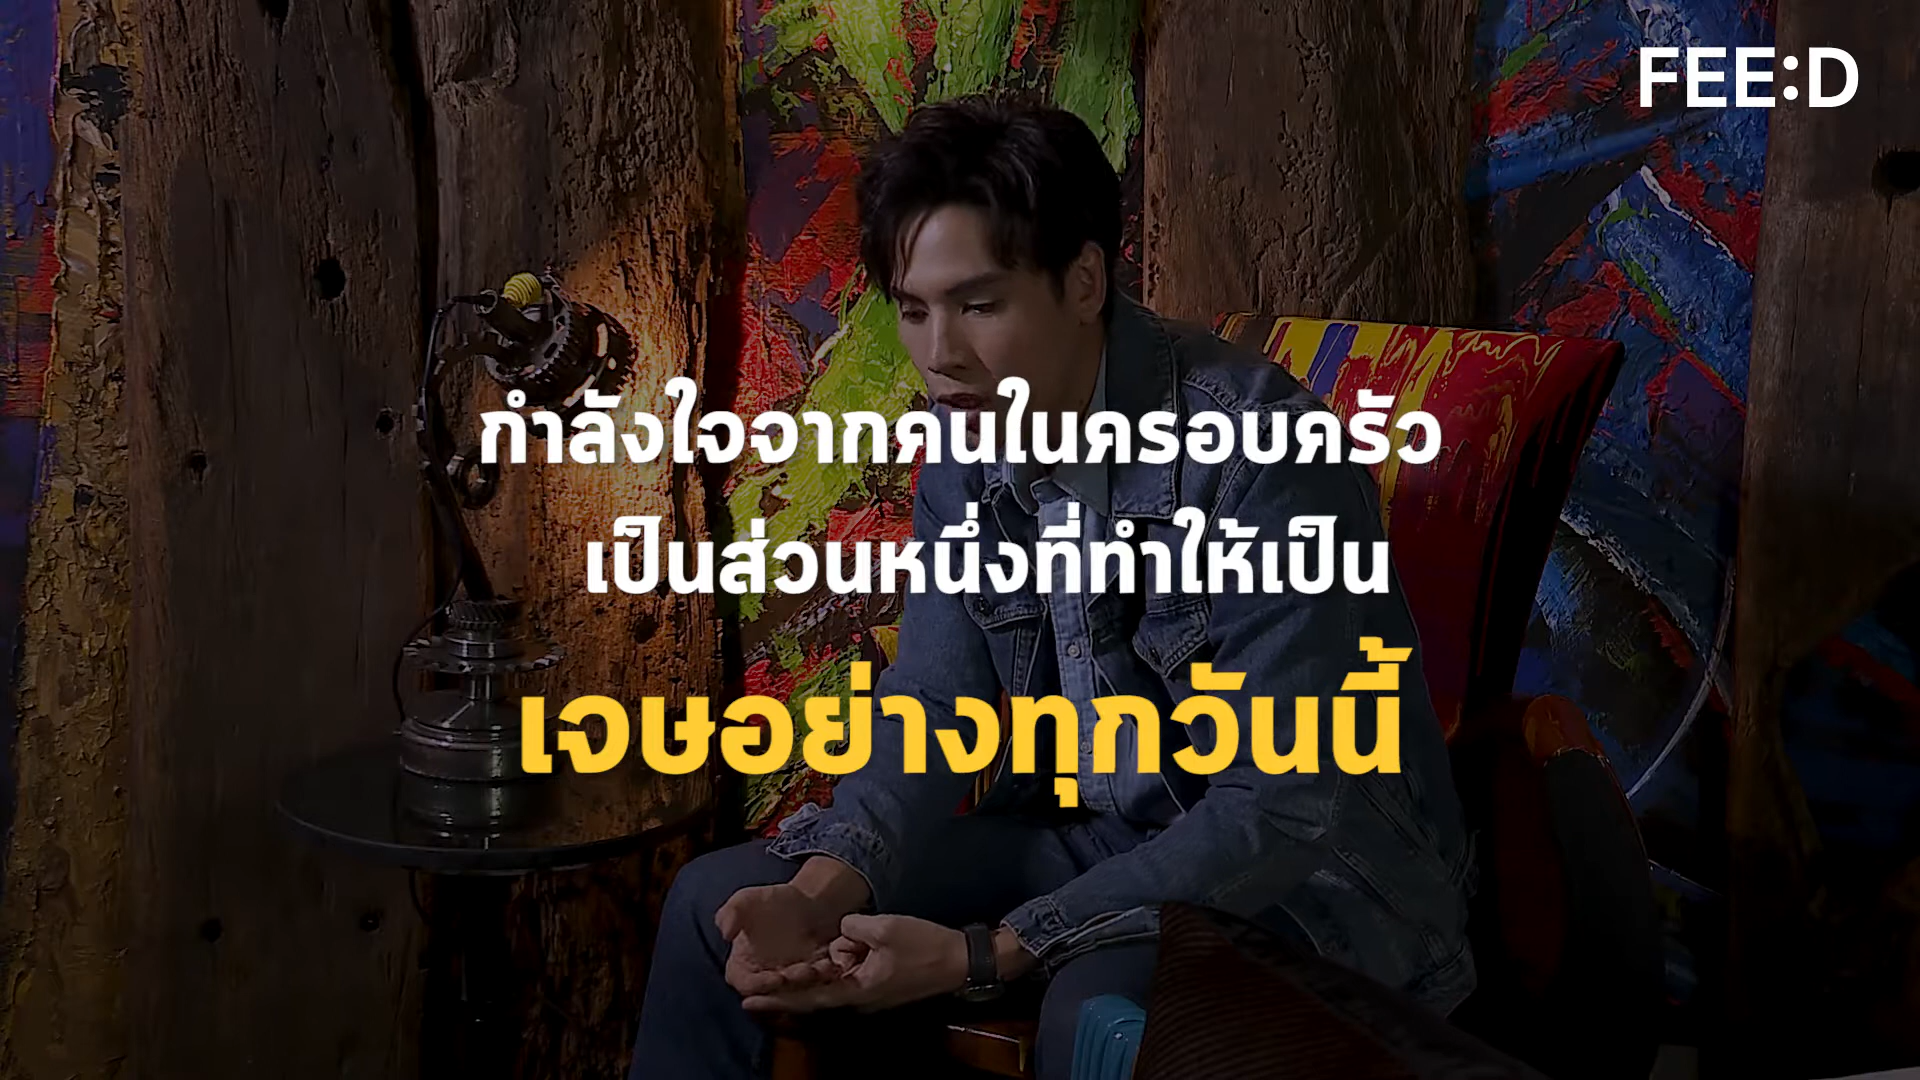 FEE:D
กำลังใจจากคนในครอบครัว
เป็นส่วนหนึ่งที่ทำให้เป็น
เจษอย่างทุกวันนี้